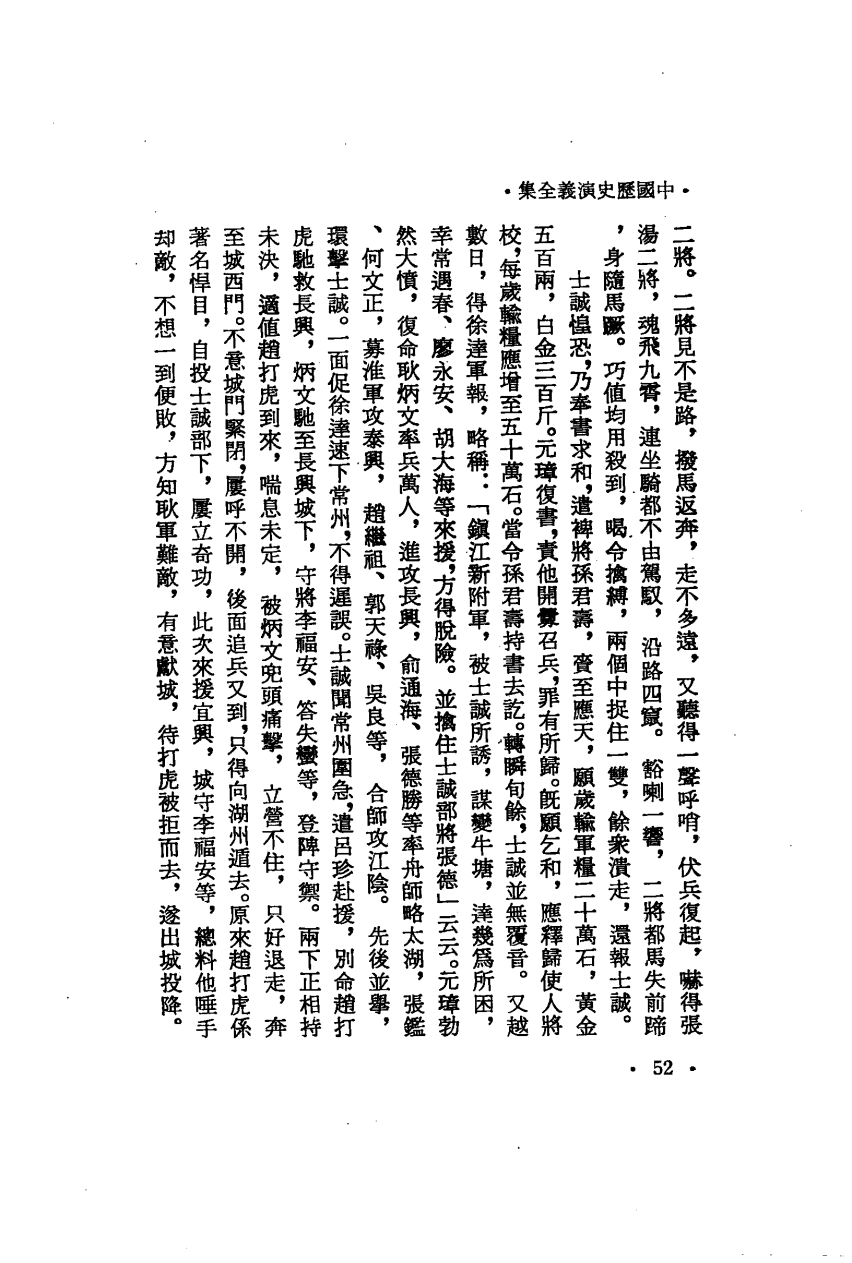 •中國歷史演義全集•
二將。二將見不是路，撥馬返奔，走不多遠，又聽得一聲呼哨，伏兵復起，嚇得張
湯二將，魂飛九霄，連坐騎都不由駕馭，沿路四竄。豁喇一響，二將都馬失前蹄
，身隨馬蹶。巧值均用殺到，喝令擒縛，兩個中捉住一雙，餘衆潰走，還報士誠。
士誠惶恐，乃奉書求和，遣裨將孫君壽，賫至應天，願歲輸軍糧二十萬石，黃金
五百兩，白金三百斤。元璋復書，責他開釁召兵，罪有所歸。旣願乞和，應釋歸使人將
校，每歲輸糧應增至五十萬石。當令孫君壽持書去訖。轉瞬旬餘，士誠並無覆音。又越
數日，得徐達軍報，略稱：「鎭江新附軍，被士誠所誘，謀變牛塘，達幾爲所困，
幸常遇春、廖永安、胡大海等來援，方得脫險。並擒住士誠部將張德」云云。元璋勃
然大憤，復命耿炳文率兵萬人，進攻長興，俞通海、張德勝等率舟師略太湖，張鑑
、何文正，募淮軍攻泰興，趙繼祖、郭天祿、吳良等，合師攻江陰。先後並舉，
環擊士誠。一面促徐達速下常州，不得遲誤。士誠聞常州圍急，遣呂珍赴援，別命趙打
虎馳救長興，炳文馳至長興城下，守將李福安、答失蠻等，登陴守禦。兩下正相持
未決，適值趙打虎到來，喘息未定，被炳文兜頭痛擊，立營不住，只好退走，奔
至城西門。不意城門緊閉，屢呼不開，後面追兵又到，只得向湖州遁去。原來趙打虎係
著名悍目，自投士誠部下，屢立奇功，此次來援宜興，城守李福安等，總料他唾手
却敵，不想一到便敗，方知耿軍難敵，有意獻城，待打虎被拒而去，遂出城投降。
•52•